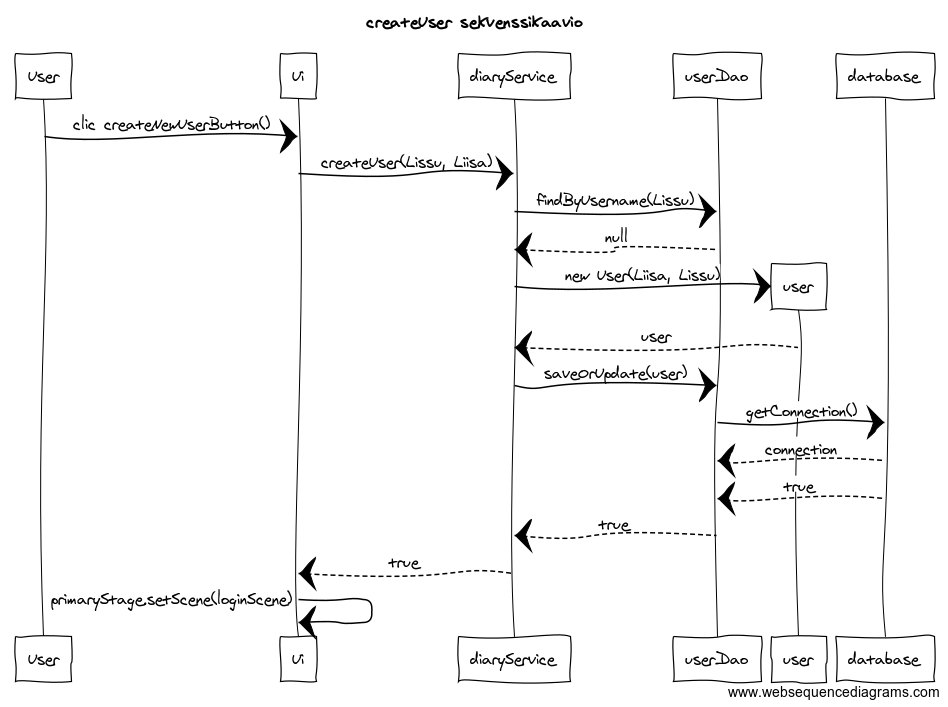 createUser sekvenssikaavio
User
Ui
diaryService
userDao
database
clic createNewUserButton()
createUser(Lissu, Liisa)
findByUsername(Lissu)
null
new User(Liisa, Lissu)
user
user
saveOrUpdate(user)
getConnection()
connection
true
true
true
primaryStage.setScene(loginScene)
User
Ui
diaryService
userDao
user
database
www.websequencediagrams.com